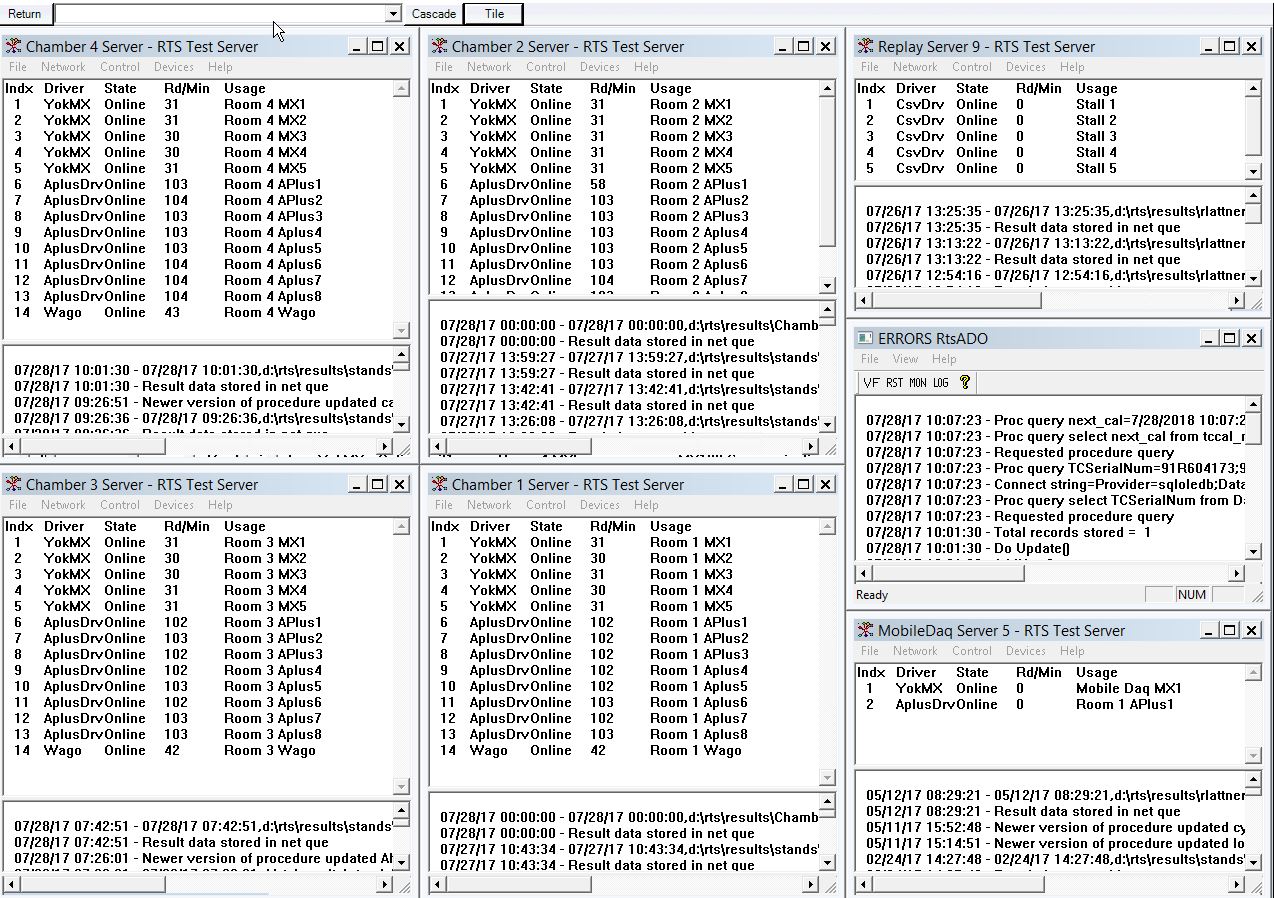 Return Cascade Tile
Chamber 4 Server - RTS Test Server
File Network Control Devices Help
Indx Driver State Rd/Min Usage
1 YokMX Online 31 Room 4 MX1
2 YokMX Online 31 Room 4 MX2
3 YokMX Online 30 Room 4 MX3
4 YokMX Online 30 Room 4 MX4
5 YokMX Online 31 Room 4 MX5
6 AplusDrvOnline 103 Room 4 APlus1
7 AplusDrvOnline 104 Room 4 APlus2
8 AplusDrvOnline 103 Room 4 APlus3
9 AplusDrvOnline 103 Room 4 Aplus4
10 AplusDrvOnline 103 Room 4 Aplus5
11 AplusDrvOnline 104 Room 4 Aplus6
12 AplusDrvOnline 104 Room 4 Aplus7
13 AplusDrvOnline 104 Room 4 Aplus8
14 Wago Online 43 Room 4 Wago
07/28/17 10:01:30 - 07/28/17 10:01:30,d:\rts\results\stands'
07/28/17 10:01:30 - Result data stored in net que
07/28/17 09:26:51 - Newer version of procedure updated ca
07/28/17 09:26:36 - 07/28/17 09:26:36,d:\rts\results\stands'
Chamber 2 Server - RTS Test Server
File Network Control Devices Help
Indx Driver State Rd/Min Usage
1 YokMX Online 31 Room 2 MX1
2 YokMX Online 31 Room 2 MX2
3 YokMX Online 31 Room 2 MX3
4 YokMX Online 31 Room 2 MX4
5 YokMX Online 31 Room 2 MX5
6 AplusDrvOnline 58 Room 2 APlus1
7 AplusDrvOnline 103 Room 2 APlus2
8 AplusDrvOnline 103 Room 2 APlus3
9 AplusDrvOnline 103 Room 2 Aplus4
10 AplusDrvOnline 103 Room 2 Aplus5
11 AplusDrvOnline 103 Room 2 Aplus6
12 AplusDrvOnline 104 Room 2 Aplus7
07/28/17 00:00:00 - 07/28/17 00:00:00,d:\rts\results\Chamb
07/28/17 00:00:00 - Result data stored in net que
07/27/17 13:59:27 - 07/27/17 13:59:27,d:\rts\results\stands'
07/27/17 13:59:27 - Result data stored in net que
07/27/17 13:42:41 - 07/27/17 13:42:41,d:\rts\results\stands'
07/27/17 13:42:41 - Result data stored in net que
07/27/17 13:26:08 - 07/27/17 13:26:08,d:\rts\results\stands'
Replay Server 9 - RTS Test Server
File Network Control Devices Help
Indx Driver State Rd/Min Usage
1 CsvDrv Online 0 Stall 1
2 CsvDrv Online 0 Stall 2
3 CsvDrv Online 0 Stall 3
4 CsvDrv Online 0 Stall 4
5 CsvDrv Online 0 Stall 5
07/26/17 13:25:35 - 07/26/17 13:25:35,d:\rts\results\rlattner
07/26/17 13:25:35 - Result data stored in net que
07/26/17 13:13:22 - 07/26/17 13:13:22,d:\rts\results\rlattner
07/26/17 13:13:22 - Result data stored in net que
07/26/17 12:54:16 - 07/26/17 12:54:16,d:\rts\results\rlattner
ERRORS RtsADO
File View Help
VF RST MON LOG ?
07/28/17 10:07:23 - Proc query next_cal=7/28/2018 10:07:2
07/28/17 10:07:23 - Proc query select next_cal from tccal_r
07/28/17 10:07:23 - Requested procedure query
07/28/17 10:07:23 - Proc query TCSerialNum=91R604173;9
07/28/17 10:07:23 - Connect string=Provider=sqloledb;Data
07/28/17 10:07:23 - Proc query select TCSerialNum from Da
07/28/17 10:07:23 - Requested procedure query
07/28/17 10:01:30 - Total records stored = 1
07/28/17 10:01:30 - Do Update()
Ready NUM
Chamber 3 Server - RTS Test Server
File Network Control Devices Help
Indx Driver State Rd/Min Usage
1 YokMX Online 31 Room 3 MX1
2 YokMX Online 30 Room 3 MX2
3 YokMX Online 30 Room 3 MX3
4 YokMX Online 31 Room 3 MX4
5 YokMX Online 31 Room 3 MX5
6 AplusDrvOnline 102 Room 3 APlus1
7 AplusDrvOnline 103 Room 3 APlus2
8 AplusDrvOnline 102 Room 3 APlus3
9 AplusDrvOnline 102 Room 3 Aplus4
10 AplusDrvOnline 103 Room 3 Aplus5
11 AplusDrvOnline 102 Room 3 Aplus6
12 AplusDrvOnline 103 Room 3 Aplus7
13 AplusDrvOnline 103 Room 3 Aplus8
14 Wago Online 42 Room 3 Wago
07/28/17 07:42:51 - 07/28/17 07:42:51,d:\rts\results\stands'
07/28/17 07:42:51 - Result data stored in net que
07/28/17 07:26:01 - Newer version of procedure updated Al
Chamber 1 Server - RTS Test Server
File Network Control Devices Help
Indx Driver State Rd/Min Usage
1 YokMX Online 31 Room 1 MX1
2 YokMX Online 30 Room 1 MX2
3 YokMX Online 31 Room 1 MX3
4 YokMX Online 30 Room 1 MX4
5 YokMX Online 31 Room 1 MX5
6 AplusDrvOnline 102 Room 1 APlus1
7 AplusDrvOnline 102 Room 1 APlus2
8 AplusDrvOnline 102 Room 1 APlus3
9 AplusDrvOnline 102 Room 1 Aplus4
10 AplusDrvOnline 102 Room 1 Aplus5
11 AplusDrvOnline 103 Room 1 Aplus6
12 AplusDrvOnline 102 Room 1 Aplus7
13 AplusDrvOnline 103 Room 1 Aplus8
14 Wago Online 42 Room 1 Wago
07/28/17 00:00:00 - 07/28/17 00:00:00,d:\rts\results\Chamb
07/28/17 00:00:00 - Result data stored in net que
07/27/17 10:43:34 - 07/27/17 10:43:34,d:\rts\results\stands'
07/27/17 10:43:34 - Result data stored in net que
MobileDaq Server 5 - RTS Test Server
File Network Control Devices Help
Indx Driver State Rd/Min Usage
1 YokMX Online 0 Mobile Daq MX1
2 AplusDrvOnline 0 Room 1 APlus1
05/12/17 08:29:21 - 05/12/17 08:29:21,d:\rts\results\rlattner
05/12/17 08:29:21 - Result data stored in net que
05/11/17 15:52:48 - Newer version of procedure updated cy
05/11/17 15:14:51 - Newer version of procedure updated lo
02/24/17 14:27:48 - 02/24/17 14:27:48,d:\rts\results\stands'